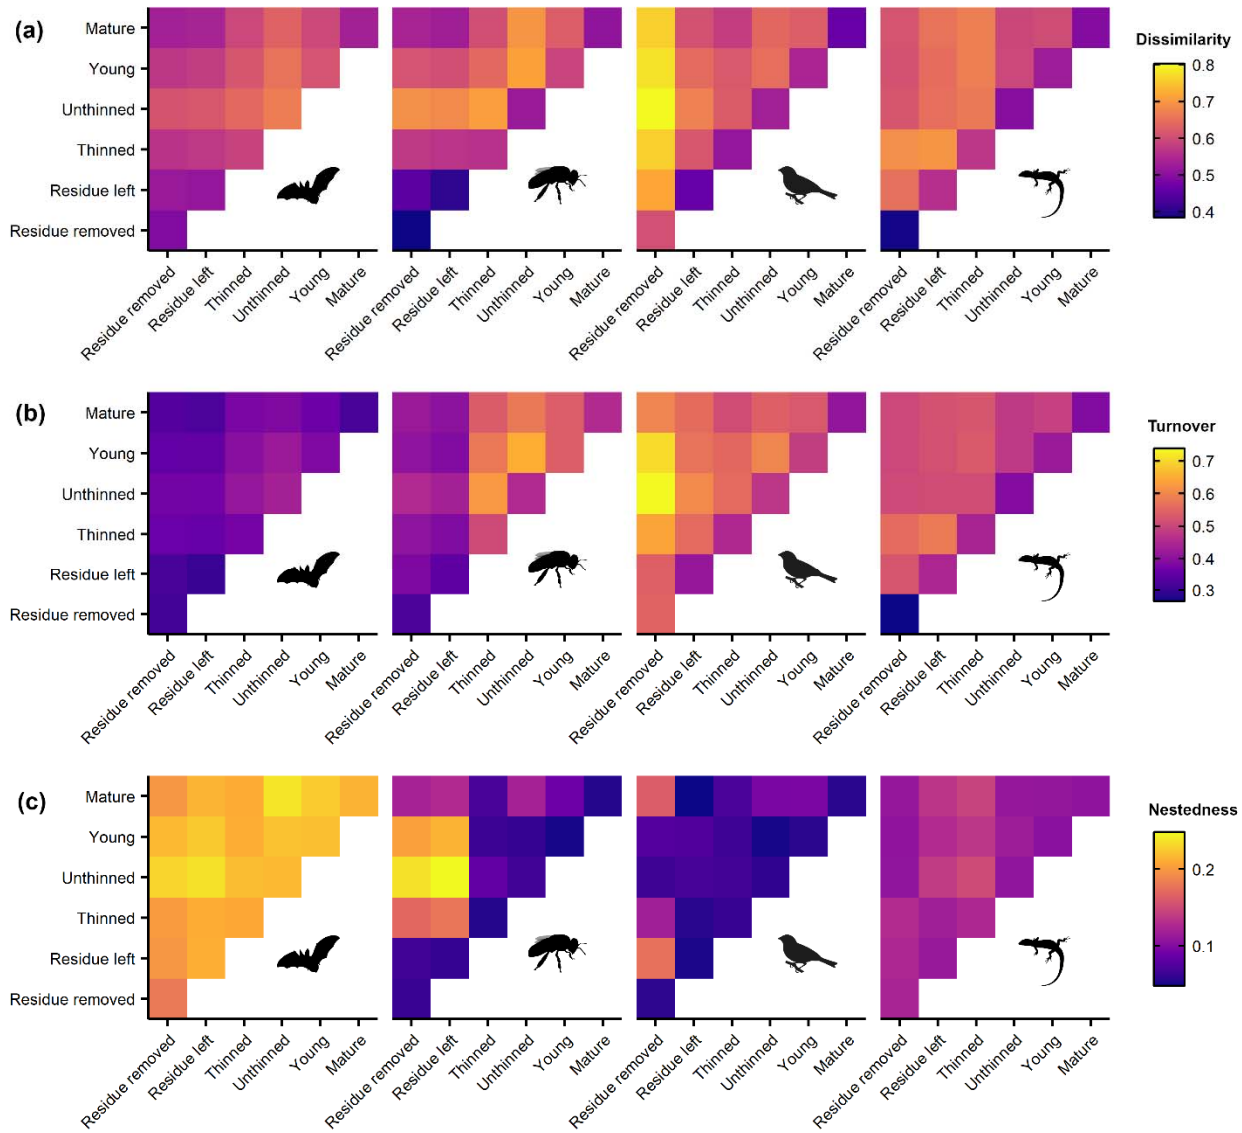 (a)
Mature
Young
Unthinned
Thinned
Residue left
Residue removed
Residue removed
Residue left
Thinned
Unthinned
Young
Mature
Residue removed
Residue left
Thinned
Unthinned
Young
Mature
Residue removed
Residue left
Thinned
Unthinned
Young
Mature
Residue removed
Residue left
Thinned
Unthinned
Young
Mature
Dissimilarity
0.8
0.7
0.6
0.5
0.4
(b)
Mature
Young
Unthinned
Thinned
Residue left
Residue removed
Residue removed
Residue left
Thinned
Unthinned
Young
Mature
Residue removed
Residue left
Thinned
Unthinned
Young
Mature
Residue removed
Residue left
Thinned
Unthinned
Young
Mature
Residue removed
Residue left
Thinned
Unthinned
Young
Mature
Turnover
0.7
0.6
0.5
0.4
0.3
(c)
Mature
Young
Unthinned
Thinned
Residue left
Residue removed
Residue removed
Residue left
Thinned
Unthinned
Young
Mature
Residue removed
Residue left
Thinned
Unthinned
Young
Mature
Residue removed
Residue left
Thinned
Unthinned
Young
Mature
Residue removed
Residue left
Thinned
Unthinned
Young
Mature
Nestedness
0.2
0.1